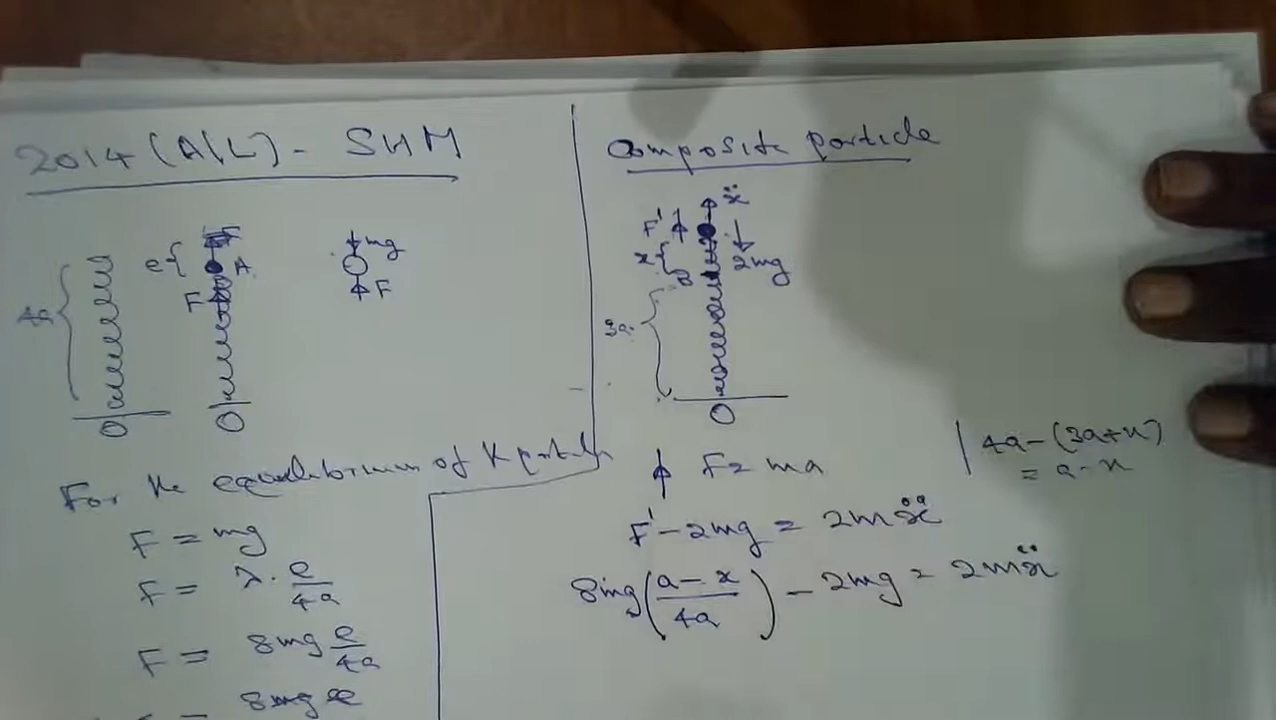 2014 (A/L) - SHM
4a
e
F
A
O
O
mg
F
For the equilibrium of the particle
F = mg
F = λ. e/4a
F = 8mg e/4a
8mg e
Composite particle
F'
ẍ
x
2mg
3a
O
↑ F = ma
4a - (3a+x)
= a - x
F' - 2mg = 2mẍ
8mg(a - x/4a) - 2mg = 2mẍ